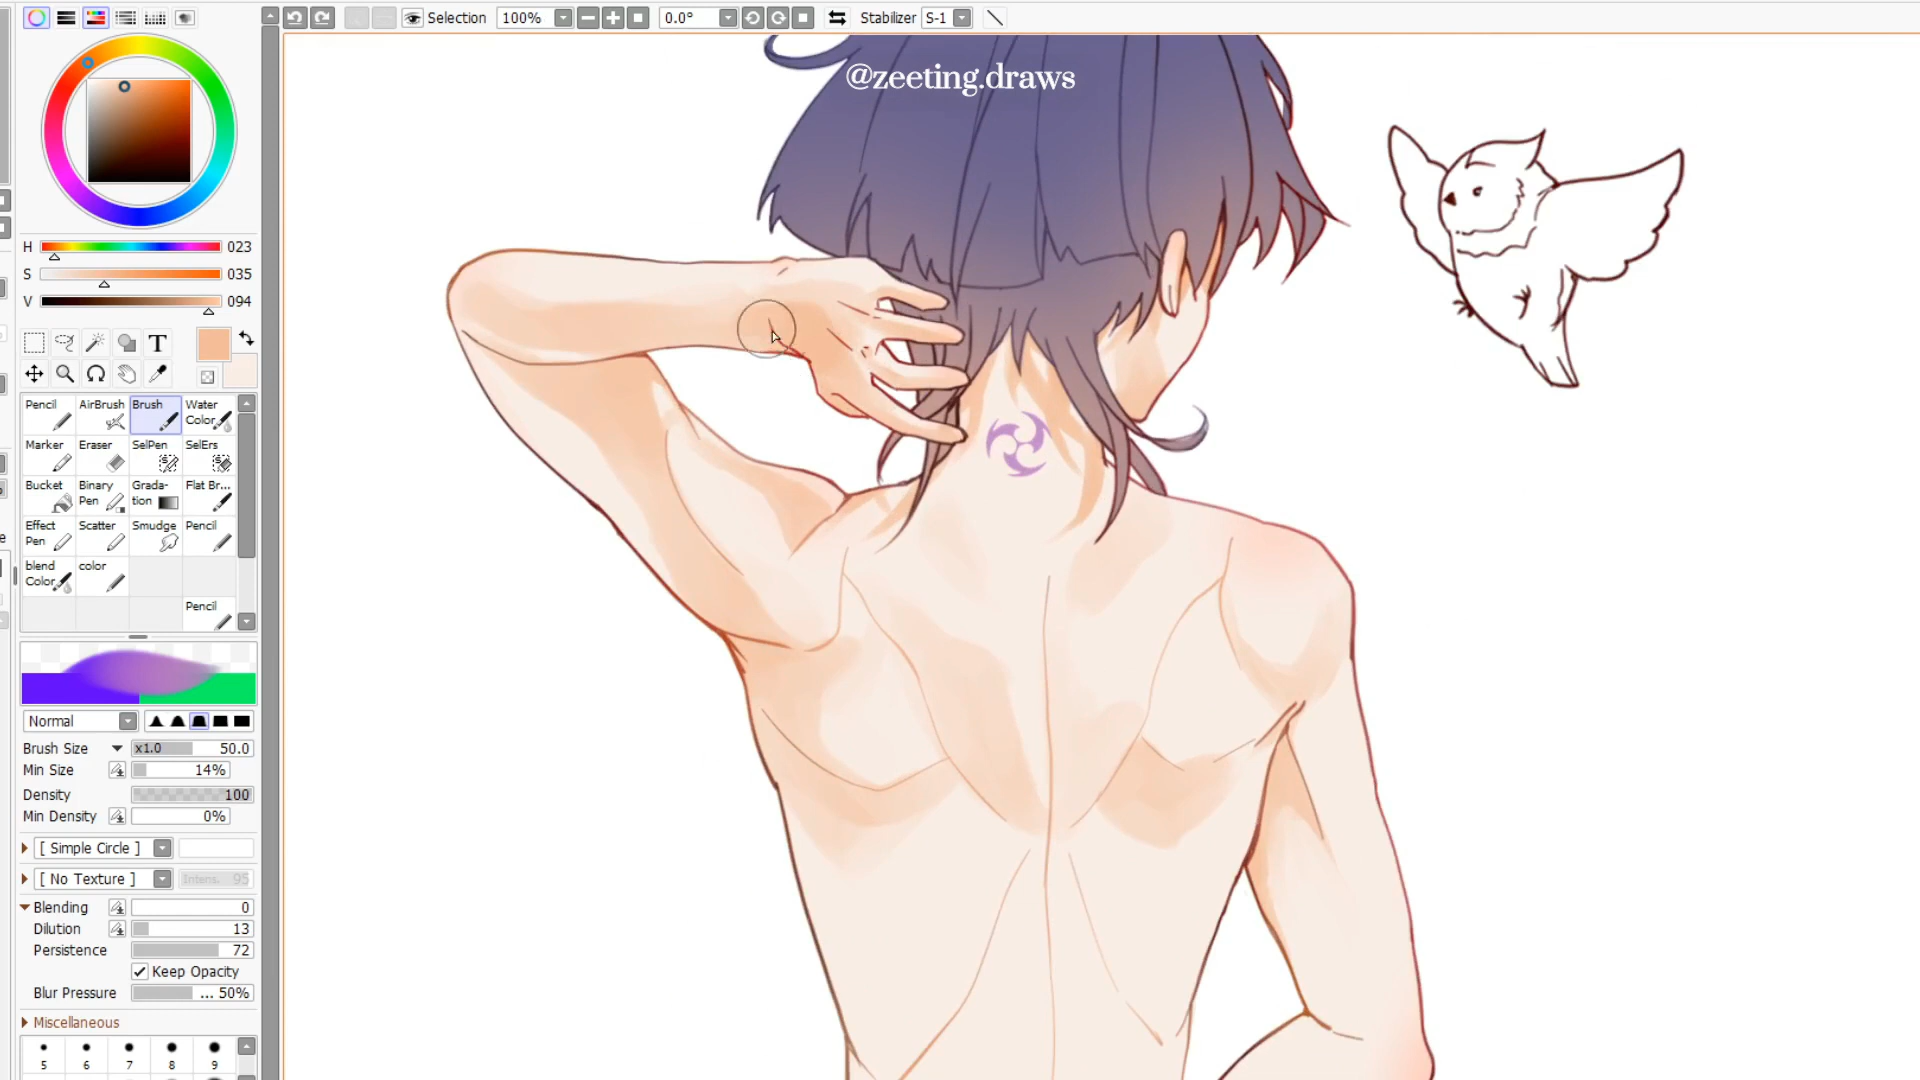 Selection 100% 0.0° Stabilizer S-1
@zeeting.draws
H 023
S 035
V 094
T
Pencil AirBrush Brush Water Color
Marker Eraser SelPen SelErs
Bucket Binary Pen Grada-tion Flat Br...
Effect Pen Scatter Smudge Pencil
blend Color color
Pencil
Normal
Brush Size x1.0 50.0
Min Size 14%
Density 100
Min Density 0%
[ Simple Circle ]
[ No Texture ] Intens. 95
Blending 0
Dilution 13
Persistence 72
Keep Opacity
Blur Pressure ... 50%
Miscellaneous
5 6 7 8 9